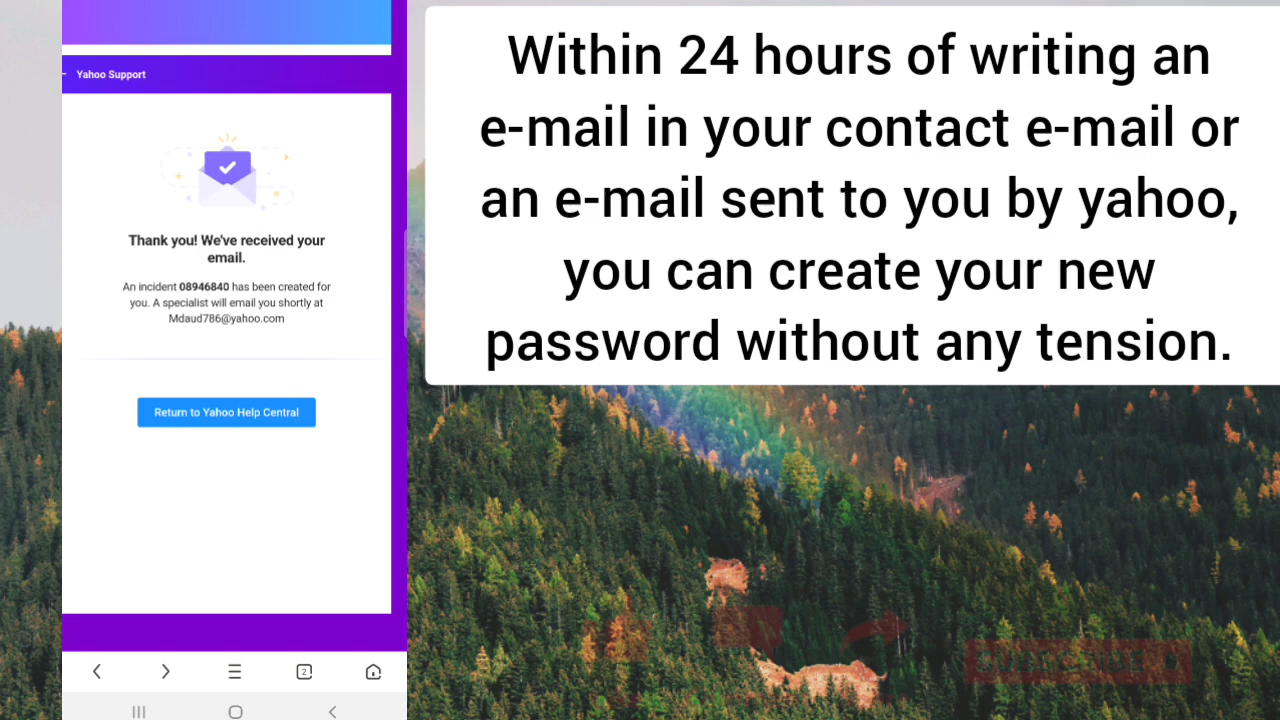 Yahoo Support
Thank you! We've received your
email.
An incident 08946840 has been created for
you. A specialist will email you shortly at
Mdaud786@yahoo.com
Return to Yahoo Help Central
2
Within 24 hours of writing an
e-mail in your contact e-mail or
an e-mail sent to you by yahoo,
you can create your new
password without any tension.
SUBSCRIBE